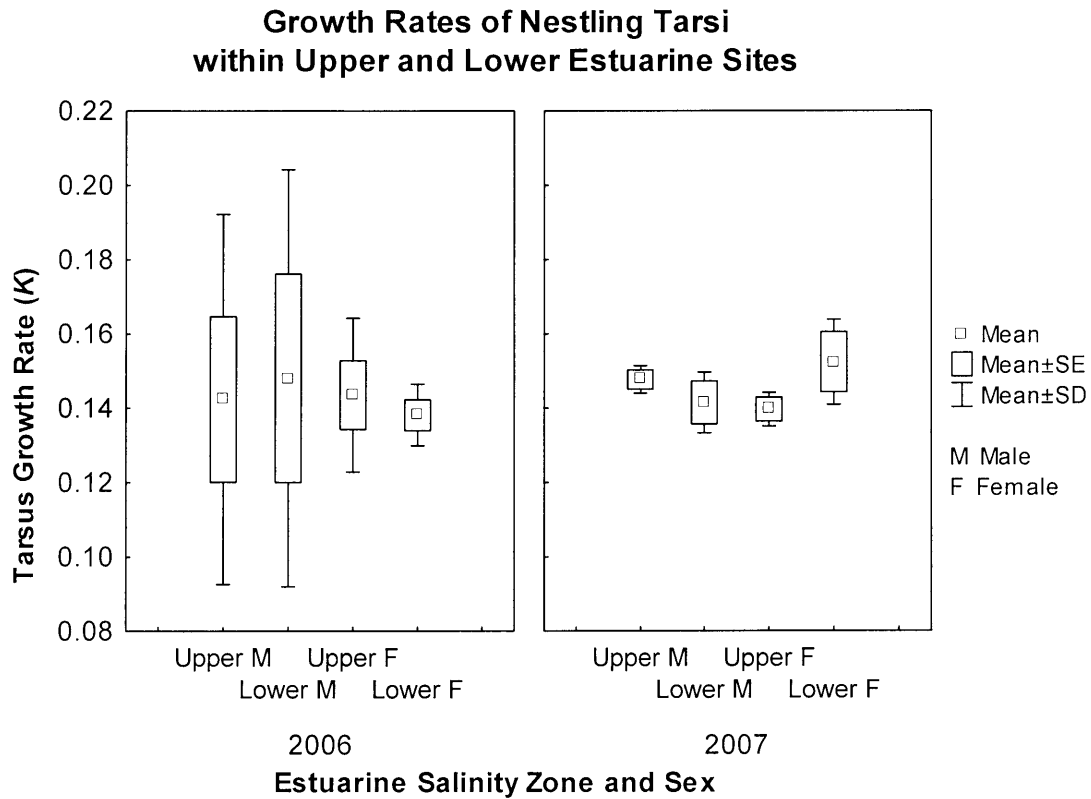 Growth Rates of Nestling Tarsi
within Upper and Lower Estuarine Sites
Tarsus Growth Rate (K)
0.22
0.20
0.18
0.16
0.14
0.12
0.10
0.08
Upper M Upper F
Lower M Lower F
2006
Upper M Upper F
Lower M Lower F
2007
Estuarine Salinity Zone and Sex
Mean
Mean±SE
Mean±SD
M Male
F Female